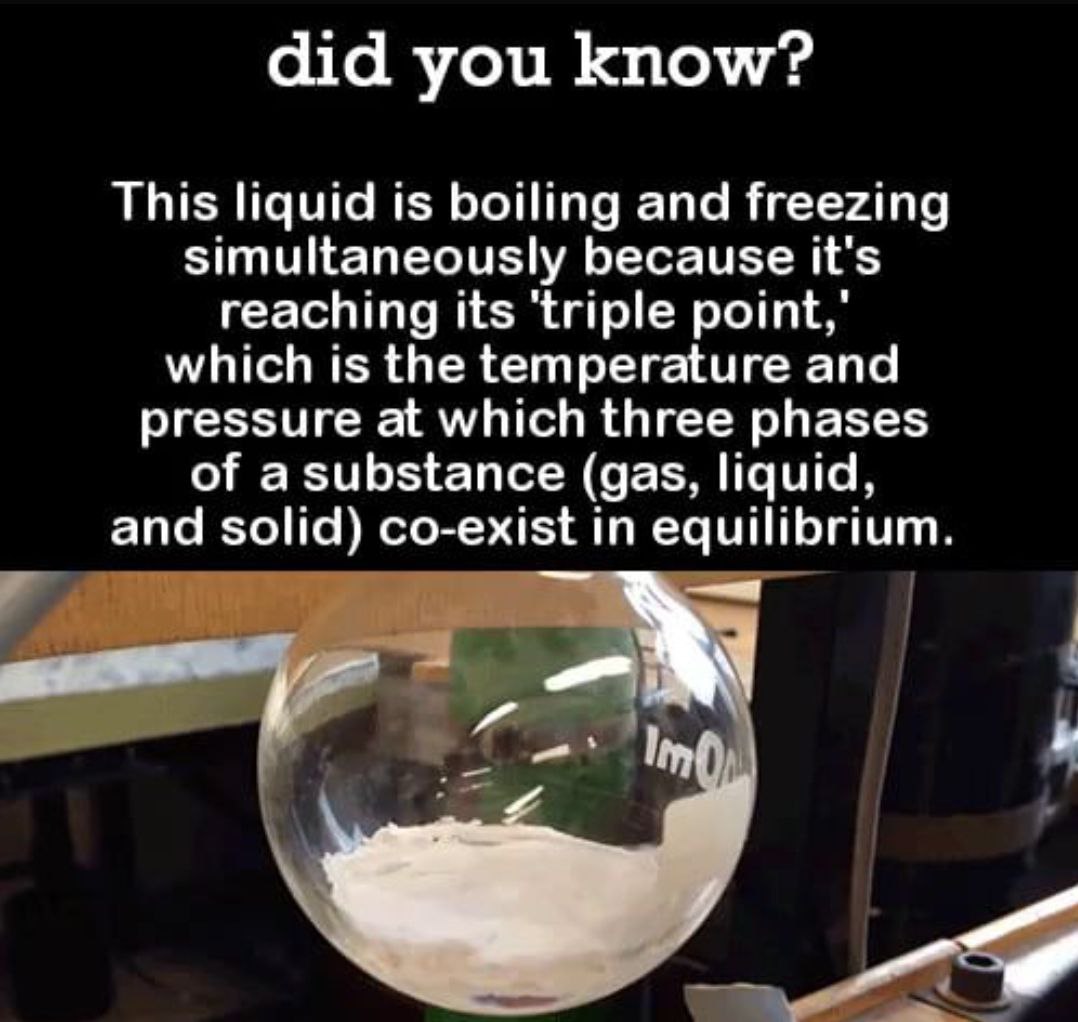 did you know?
This liquid is boiling and freezing
simultaneously because it's
reaching its 'triple point,'
which is the temperature and
pressure at which three phases
of a substance (gas, liquid,
and solid) co-exist in equilibrium.